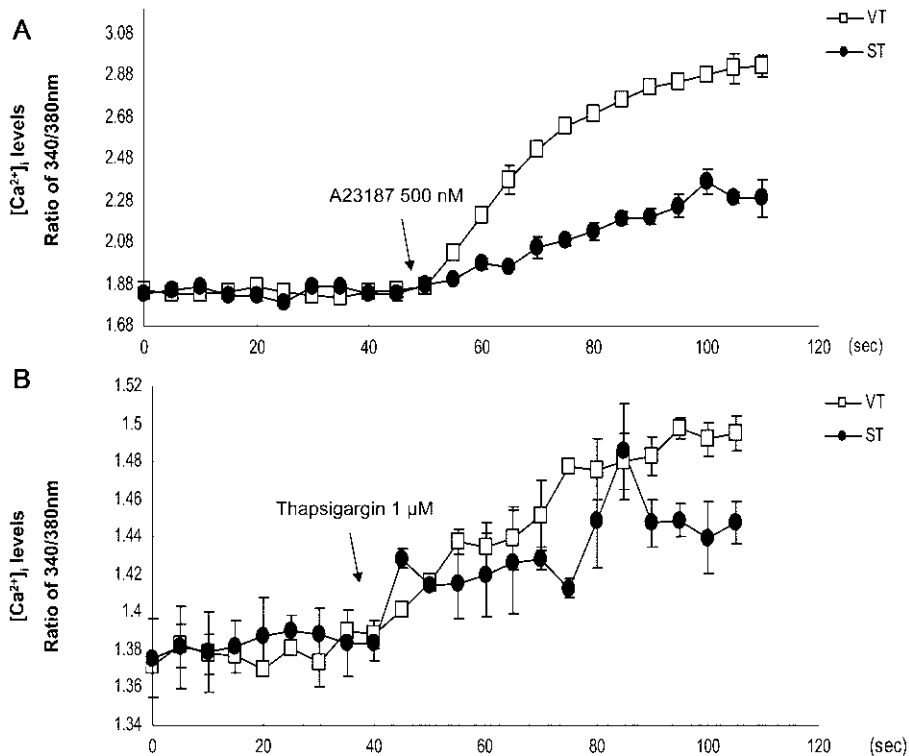 A
VT
ST
[Ca²⁺]ᵢ levels
Ratio of 340/380nm
3.08
2.88
2.68
2.48
2.28
2.08
1.88
1.68
A23187 500 nM
0 20 40 60 80 100 120 (sec)
B
VT
ST
[Ca²⁺]ᵢ levels
Ratio of 340/380nm
1.52
1.5
1.48
1.46
1.44
1.42
1.4
1.38
1.36
1.34
Thapsigargin 1 µM
0 20 40 60 80 100 120 (sec)